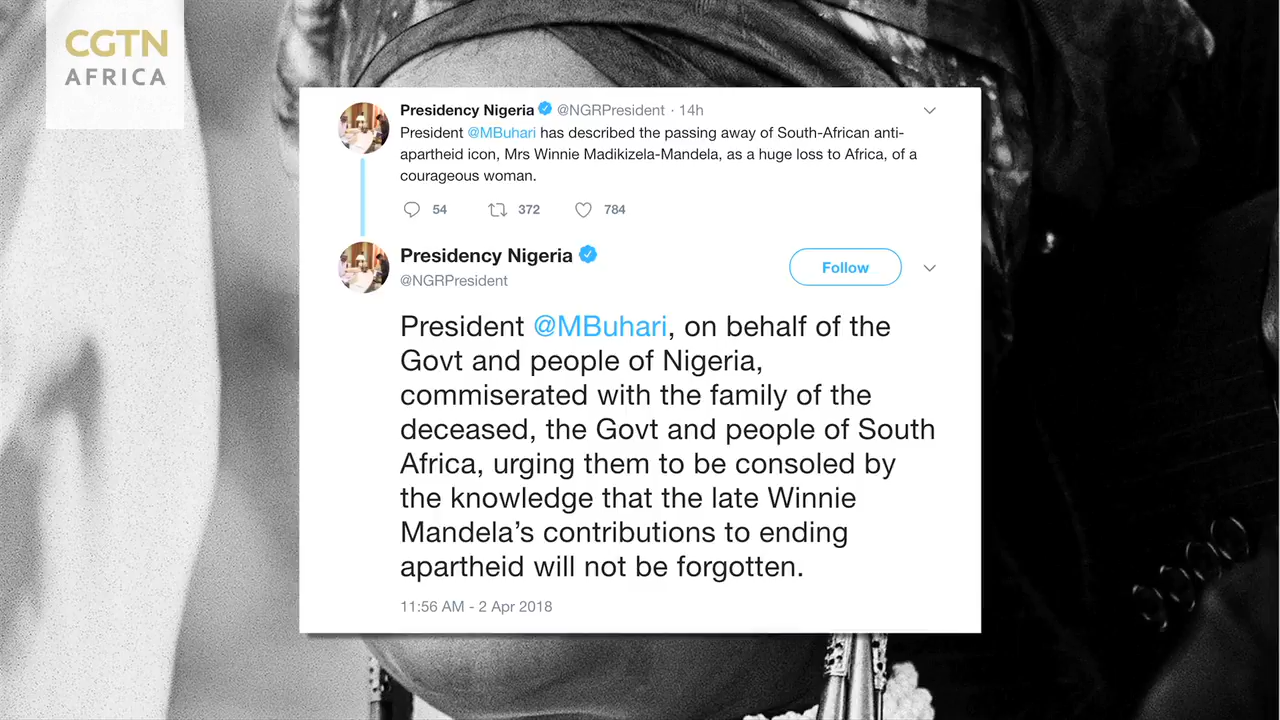 CGTN
AFRICA
Presidency Nigeria @NGRPresident · 14h
President @MBuhari has described the passing away of South-African anti-
apartheid icon, Mrs Winnie Madikizela-Mandela, as a huge loss to Africa, of a
courageous woman.
54 372 784
Presidency Nigeria
Follow
@NGRPresident
President @MBuhari, on behalf of the
Govt and people of Nigeria,
commiserated with the family of the
deceased, the Govt and people of South
Africa, urging them to be consoled by
the knowledge that the late Winnie
Mandela’s contributions to ending
apartheid will not be forgotten.
11:56 AM - 2 Apr 2018